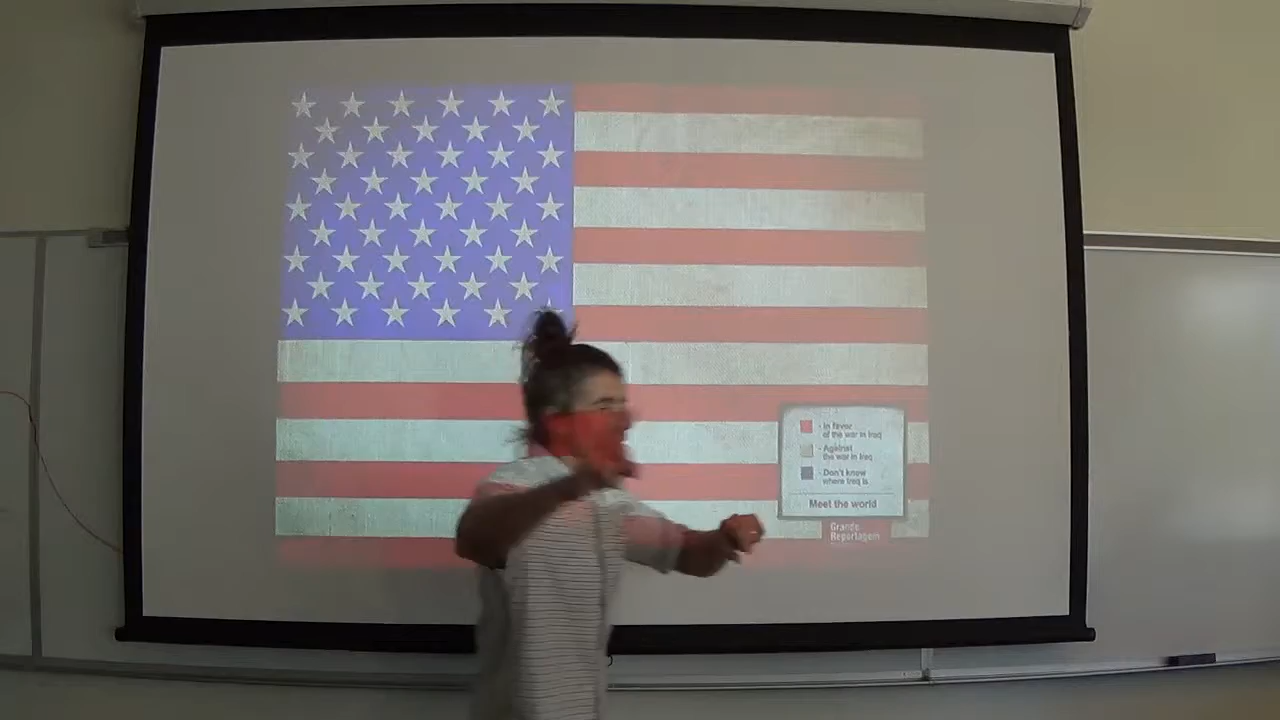 - In favor
of the war in Iraq
- Against
the war in Iraq
- Don't know
where Iraq is
Meet the world
Grande
Reportagem